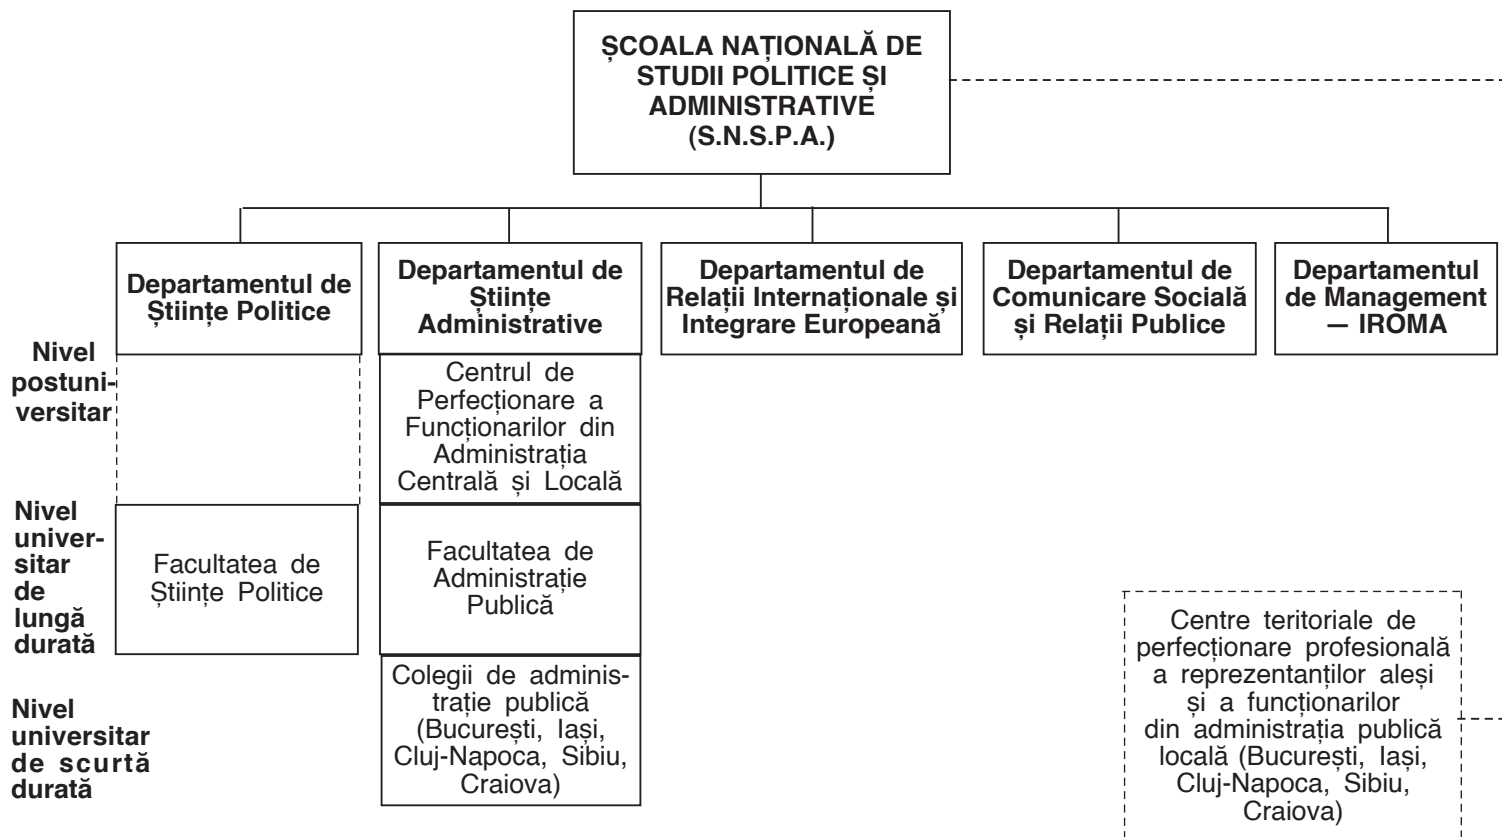 ȘCOALA NAȚIONALĂ DE
STUDII POLITICE ȘI
ADMINISTRATIVE
(S.N.S.P.A.)
Departamentul de
Științe Politice
Departamentul de
Științe
Administrative
Departamentul de
Relații Internaționale și
Integrare Europeană
Departamentul de
Comunicare Socială
și Relații Publice
Departamentul
de Management
— IROMA
Nivel
postuni-
versitar
Centrul de
Perfecționare a
Funcționarilor din
Administrația
Centrală și Locală
Nivel
univer-
sitar
de
lungă
durată
Facultatea de
Științe Politice
Facultatea de
Administrație
Publică
Nivel
universitar
de scurtă
durată
Colegii de adminis-
trație publică
(București, Iași,
Cluj-Napoca, Sibiu,
Craiova)
Centre teritoriale de
perfecționare profesională
a reprezentanților aleși
și a funcționarilor
din administrația publică
locală (București, Iași,
Cluj-Napoca, Sibiu,
Craiova)